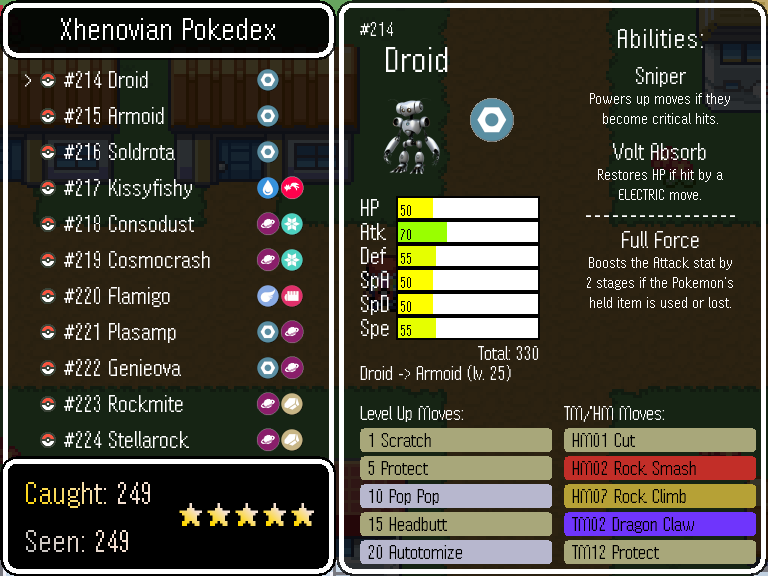 Xhenovian Pokedex
> #214 Droid
#215 Armoid
#216 Soldrota
#217 Kissyfishy
#218 Consodust
#219 Cosmocrash
#220 Flamigo
#221 Plasamp
#222 Genieova
#223 Rockmite
#224 Stellarock
Caught: 249
Seen: 249
#214
Droid
HP 50
Atk 70
Def 55
SpA 50
SpD 50
Spe 55
Total: 330
Droid -> Armoid (lv. 25)
Abilities:
Sniper
Powers up moves if they
become critical hits.
Volt Absorb
Restores HP if hit by a
ELECTRIC move.
Full Force
Boosts the Attack stat by
2 stages if the Pokemon's
held item is used or lost.
Level Up Moves:
1 Scratch
5 Protect
10 Pop Pop
15 Headbutt
20 Autotomize
TM/HM Moves:
HM01 Cut
HM02 Rock Smash
HM07 Rock Climb
TM02 Dragon Claw
TM12 Protect